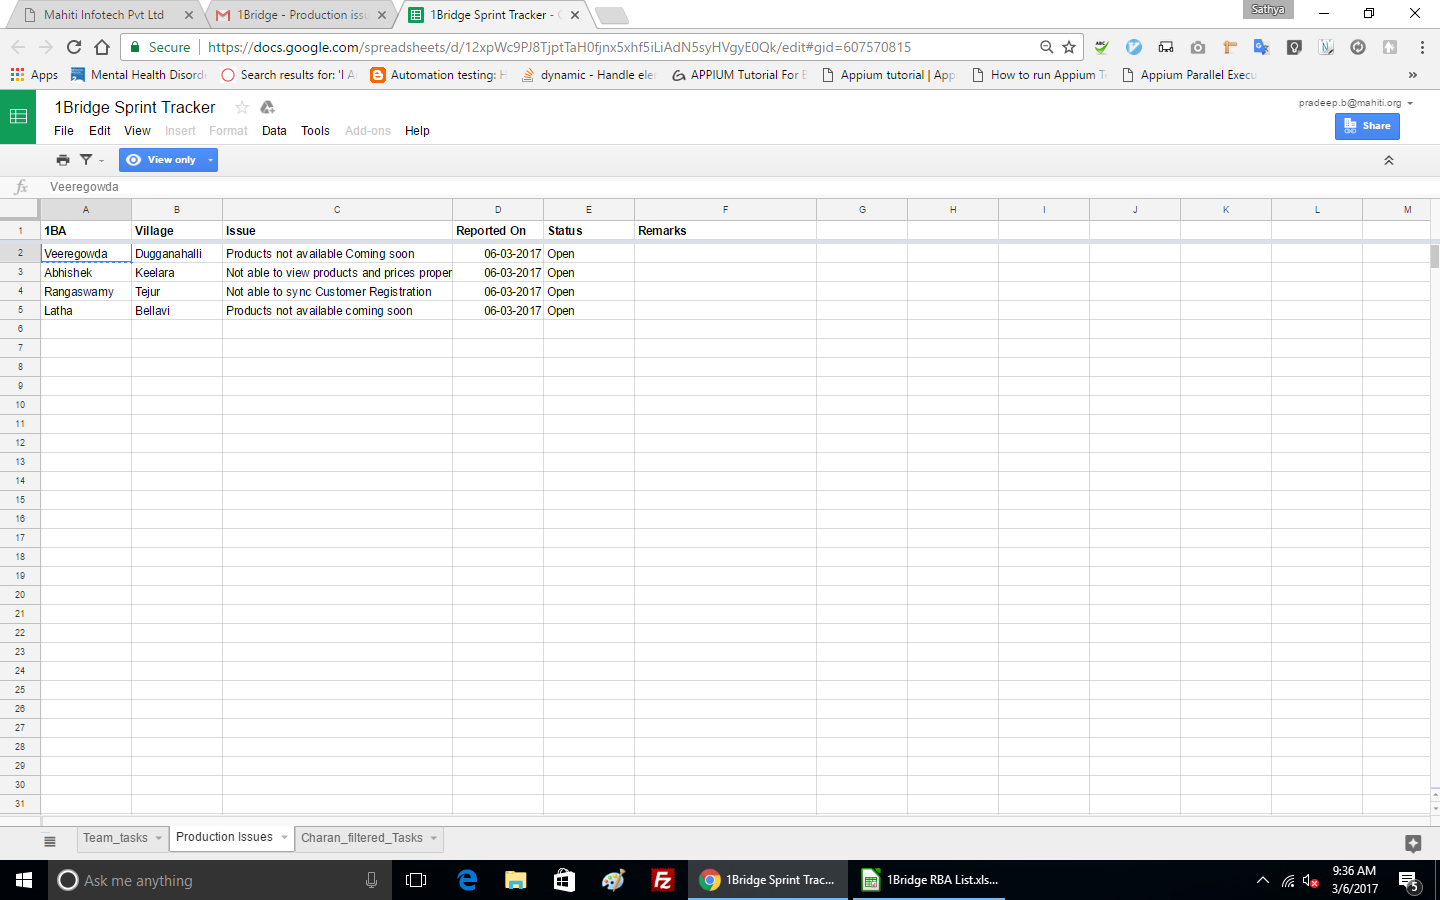 Sathya
Mahiti Infotech Pvt Ltd
1Bridge - Production issu
1Bridge Sprint Tracker -
Secure
https://docs.google.com/spreadsheets/d/12xpWc9PJ8TjptTaH0fjnx5xhf5iLiAdN5syHVgyE0Qk/edit#gid=607570815
Apps
Mental Health Disorde
Search results for: 'I A
Automation testing: H
dynamic - Handle elem
APPIUM Tutorial For B
Appium tutorial | App
How to run Appium Te
Appium Parallel Execu
»
1Bridge Sprint Tracker
pradeep.b@mahiti.org
File Edit View Insert Format Data Tools Add-ons Help
Share
View only
fx Veeregowda
A B C D E F G H I J K L M
1 1BA Village Issue Reported On Status Remarks
2 Veeregowda Dugganahalli Products not available Coming soon 06-03-2017 Open
3 Abhishek Keelara Not able to view products and prices proper 06-03-2017 Open
4 Rangaswamy Tejur Not able to sync Customer Registration 06-03-2017 Open
5 Latha Bellavi Products not available coming soon 06-03-2017 Open
6
7
8
9
10
11
12
13
14
15
16
17
18
19
20
21
22
23
24
25
26
27
28
29
30
31
Team_tasks Production Issues Charan_filtered_Tasks
Ask me anything
1Bridge Sprint Trac...
1Bridge RBA List.xls...
9:36 AM
3/6/2017
5